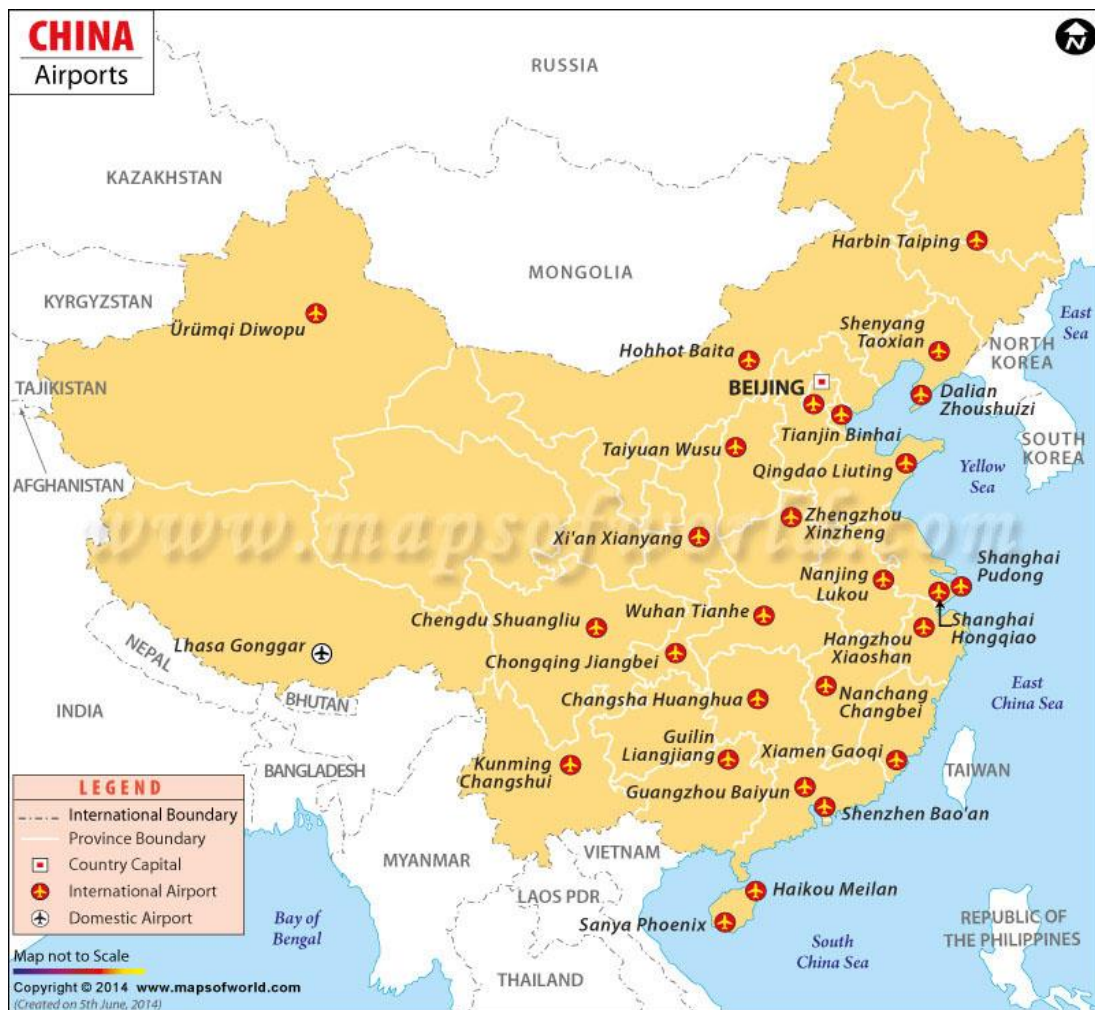 CHINA
Airports
N
RUSSIA
KAZAKHSTAN
MONGOLIA
KYRGYZSTAN
TAJIKISTAN
AFGHANISTAN
NORTH
KOREA
SOUTH
KOREA
East
Sea
Yellow
Sea
Harbin Taiping
Ürümqi Diwopu
Shenyang
Taoxian
Hohhot Baita
BEIJING
Dalian
Zhoushuizi
Tianjin Binhai
Taiyuan Wusu
Qingdao Liuting
www.mapsofworld.com
Zhengzhou
Xinzheng
Xi'an Xianyang
Shanghai
Pudong
Nanjing
Lukou
Wuhan Tianhe
Chengdu Shuangliu
Shanghai
Hongqiao
Hangzhou
Xiaoshan
Lhasa Gonggar
NEPAL
Chongqing Jiangbei
BHUTAN
INDIA
Changsha Huanghua
Nanchang
Changbei
East
China Sea
Guilin
Liangjiang
Xiamen Gaoqi
Kunming
Changshui
BANGLADESH
TAIWAN
Guangzhou Baiyun
Shenzhen Bao'an
LEGEND
International Boundary
Province Boundary
Country Capital
International Airport
Domestic Airport
MYANMAR
VIETNAM
LAOS PDR
Haikou Meilan
Sanya Phoenix
Bay of
Bengal
South
China Sea
REPUBLIC OF
THE PHILIPPINES
THAILAND
Map not to Scale
Copyright © 2014 www.mapsofworld.com
(Created on 5th June, 2014)